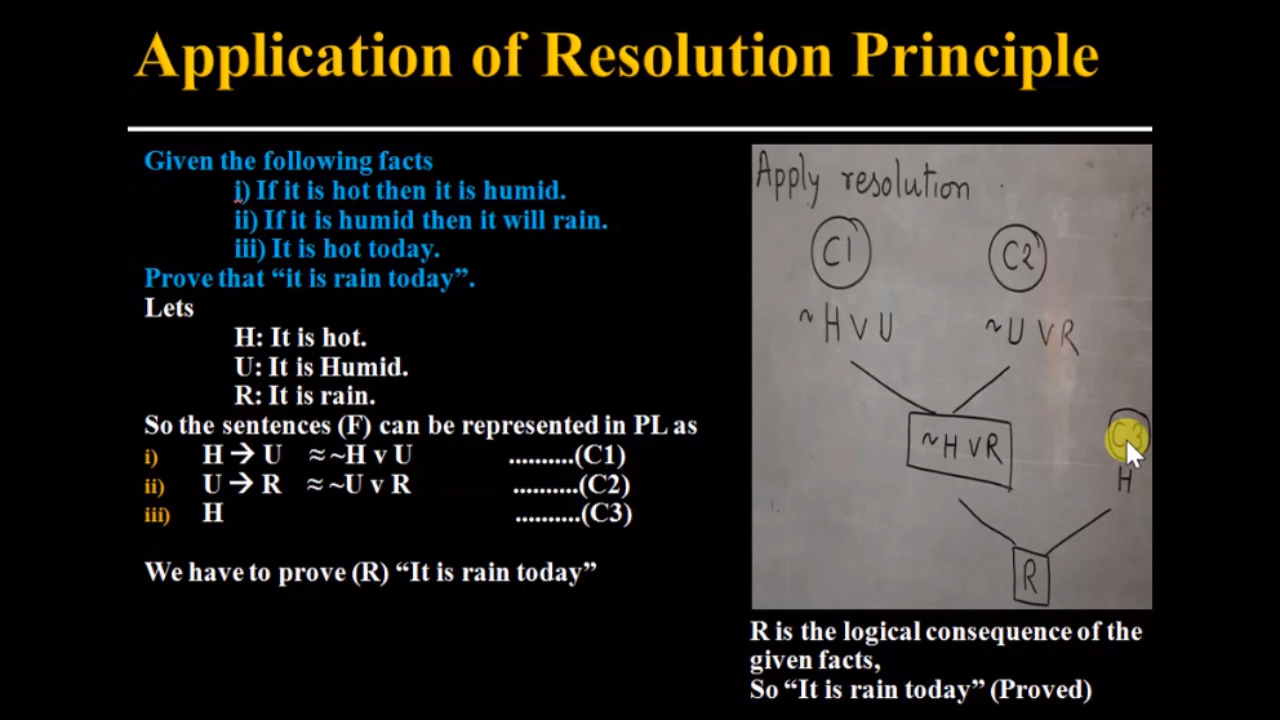 Application of Resolution Principle
Given the following facts
i) If it is hot then it is humid.
ii) If it is humid then it will rain.
iii) It is hot today.
Prove that “it is rain today”.
Lets
H: It is hot.
U: It is Humid.
R: It is rain.
So the sentences (F) can be represented in PL as
i) H → U ≈ ~H v U ..........(C1)
ii) U → R ≈ ~U v R ..........(C2)
iii) H ..........(C3)
We have to prove (R) “It is rain today”
Apply resolution
C1 C2
~H V U ~U V R
~H V R C3
H
R
R is the logical consequence of the
given facts,
So “It is rain today” (Proved)